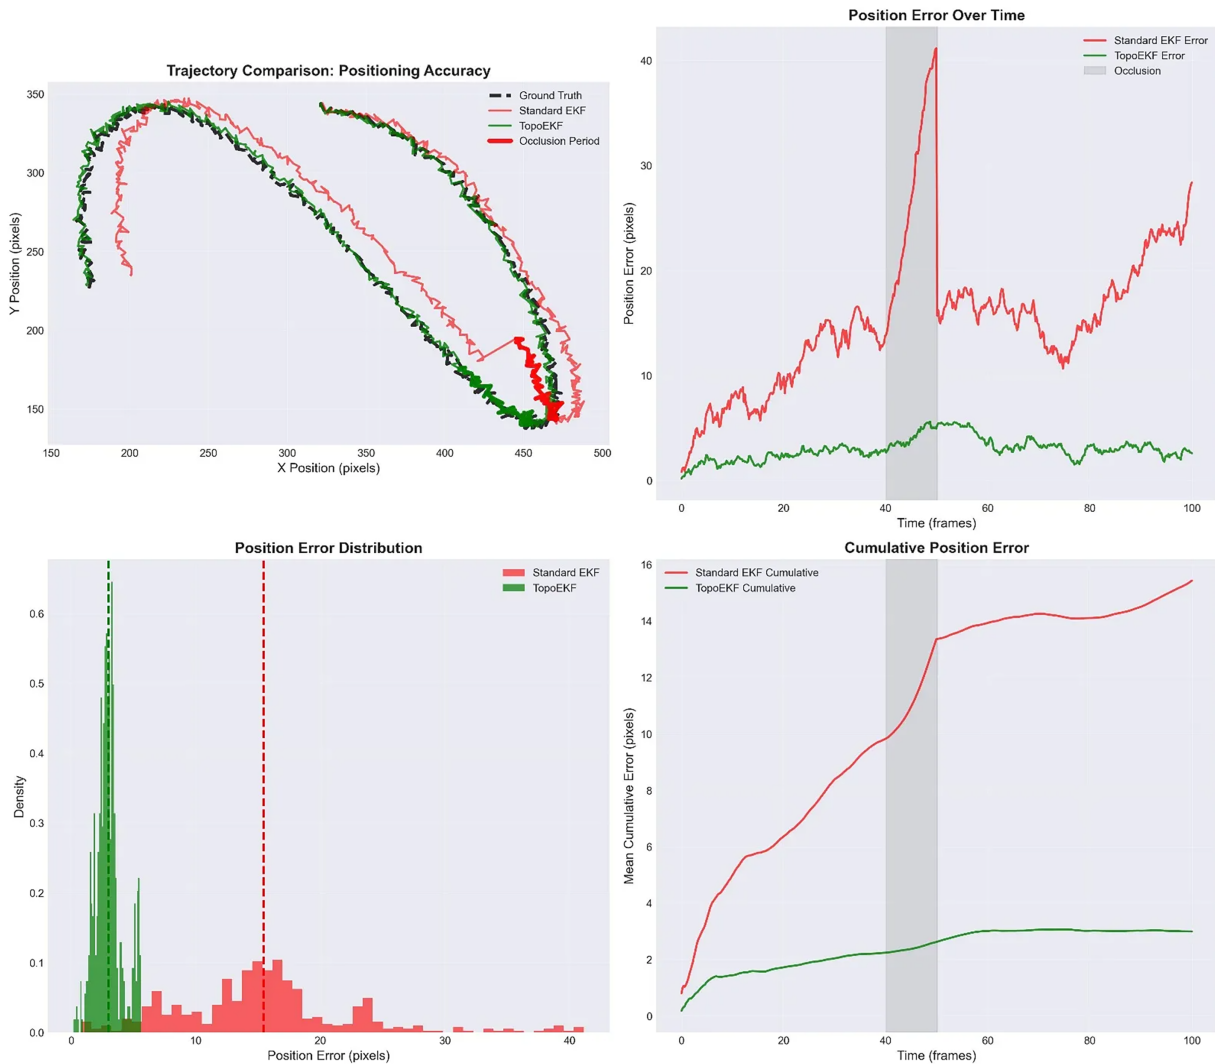 Trajectory Comparison: Positioning Accuracy
Y Position (pixels)
350
300
250
200
150
Ground Truth
Standard EKF
TopoEKF
Occlusion Period
150 200 250 300 350 400 450 500
X Position (pixels)
Position Error Over Time
Position Error (pixels)
40
30
20
10
0
Standard EKF Error
TopoEKF Error
Occlusion
0 20 40 60 80 100
Time (frames)
Position Error Distribution
Density
0.6
0.5
0.4
0.3
0.2
0.1
0.0
Standard EKF
TopoEKF
0 10 20 30 40
Position Error (pixels)
Cumulative Position Error
Mean Cumulative Error (pixels)
16
14
12
10
8
6
4
2
0
Standard EKF Cumulative
TopoEKF Cumulative
0 20 40 60 80 100
Time (frames)